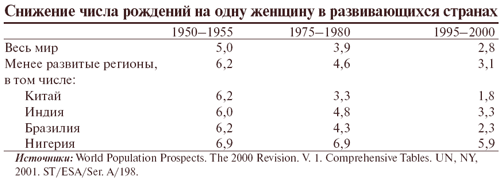 Снижение числа рождений на одну женщину в развивающихся странах
1950–1955 1975–1980 1995–2000
Весь мир 5,0 3,9 2,8
Менее развитые регионы, 6,2 4,6 3,1
в том числе:
Китай 6,2 3,3 1,8
Индия 6,0 4,8 3,3
Бразилия 6,2 4,3 2,3
Нигерия 6,9 6,9 5,9
Источники: World Population Prospects. The 2000 Revision. V. 1. Comprehensive Tables. UN, NY,
2001. ST/ESA/Ser. A/198.